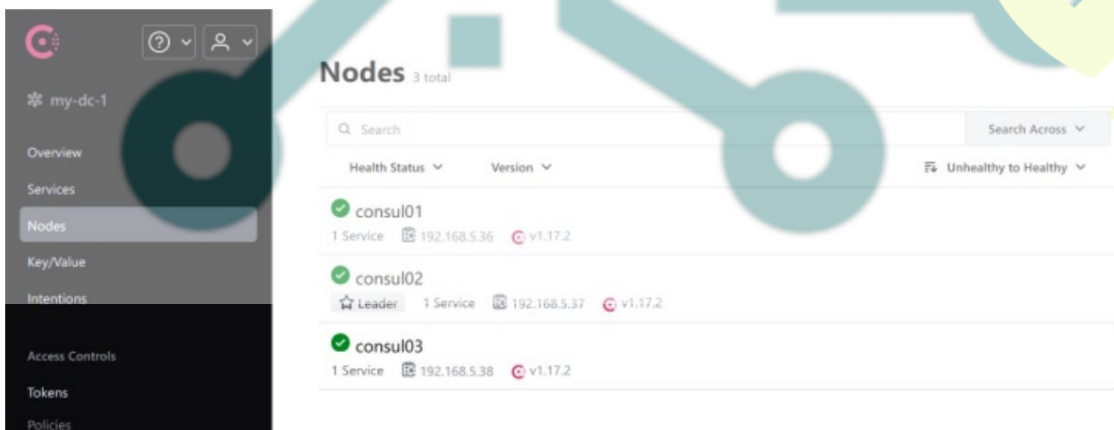 my-dc-1
Overview
Services
Nodes
Key/Value
Intentions
Access Controls
Tokens
Policies
Nodes 3 total
Search
Search Across
Health Status Version Unhealthy to Healthy
consul01
1 Service 192.168.5.36 v1.17.2
consul02
Leader 1 Service 192.168.5.37 v1.17.2
consul03
1 Service 192.168.5.38 v1.17.2